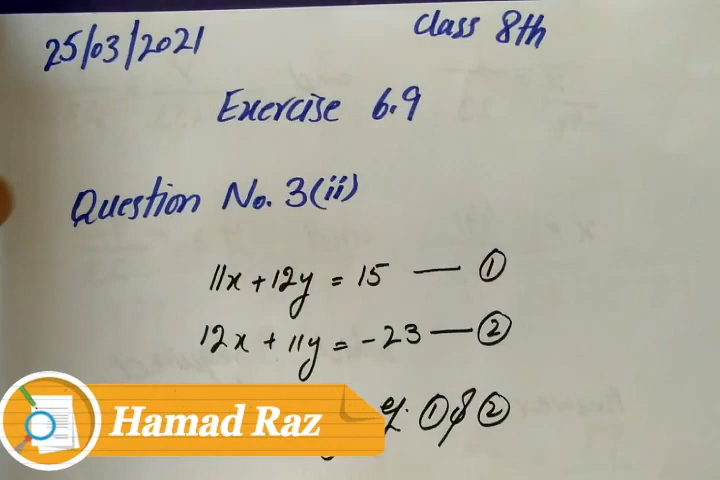 25/03/2021
Class 8th
Exercise 6.9
Question No. 3(ii)
11x + 12y = 15 — ①
12x + 11y = -23 — ②
eq. ① & ②
Hamad Raz